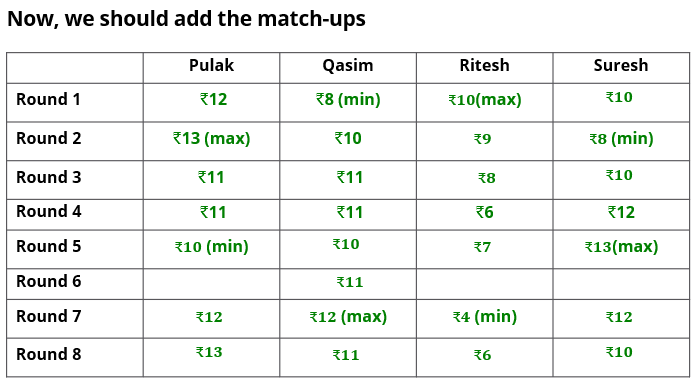 Now, we should add the match-ups
Pulak Qasim Ritesh Suresh
Round 1 ₹12 ₹8 (min) ₹10(max) ₹10
Round 2 ₹13 (max) ₹10 ₹9 ₹8 (min)
Round 3 ₹11 ₹11 ₹8 ₹10
Round 4 ₹11 ₹11 ₹6 ₹12
Round 5 ₹10 (min) ₹10 ₹7 ₹13(max)
Round 6 ₹11
Round 7 ₹12 ₹12 (max) ₹4 (min) ₹12
Round 8 ₹13 ₹11 ₹6 ₹10